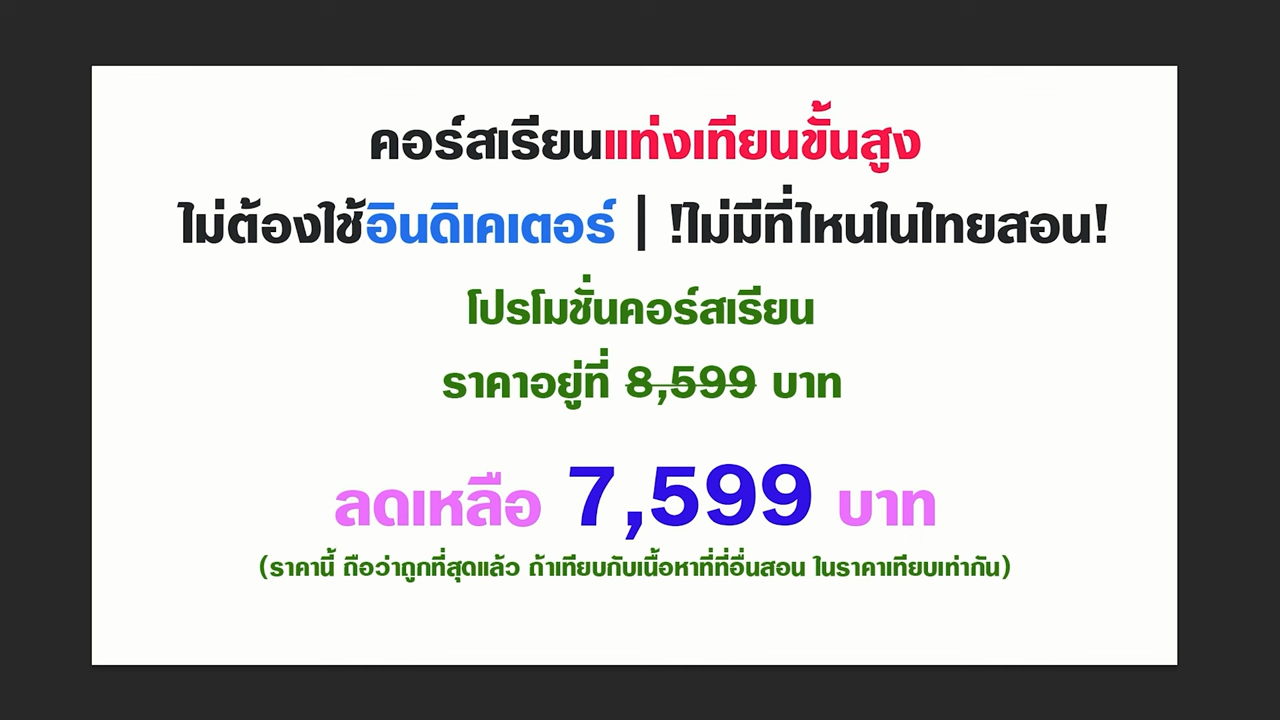 คอร์สเรียนแท่งเทียนขั้นสูง
ไม่ต้องใช้อินดิเคเตอร์ | !ไม่มีที่ไหนในไทยสอน!
โปรโมชั่นคอร์สเรียน
ราคาอยู่ที่ 8,599 บาท
ลดเหลือ 7,599 บาท
(ราคานี้ ถือว่าถูกที่สุดแล้ว ถ้าเทียบกับเนื้อหาที่ที่อื่นสอน ในราคาเทียบเท่ากัน)